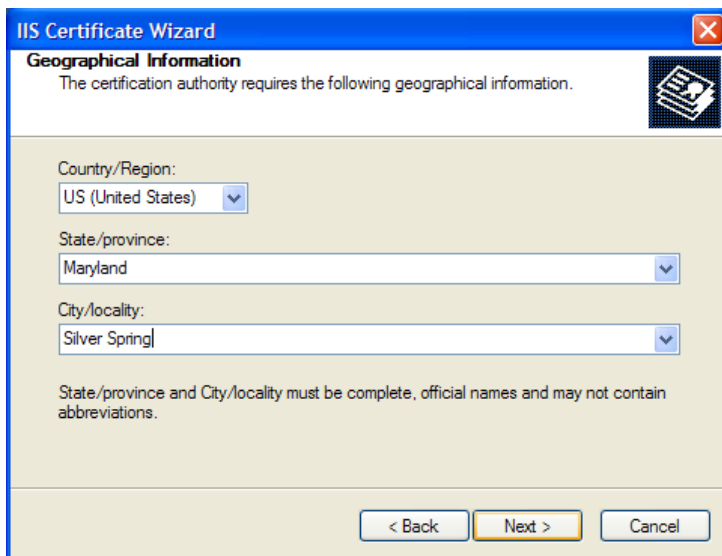 IIS Certificate Wizard
Geographical Information
The certification authority requires the following geographical information.
Country/Region:
US (United States)
State/province:
Maryland
City/locality:
Silver Spring
State/province and City/locality must be complete, official names and may not contain
abbreviations.
< Back Next > Cancel